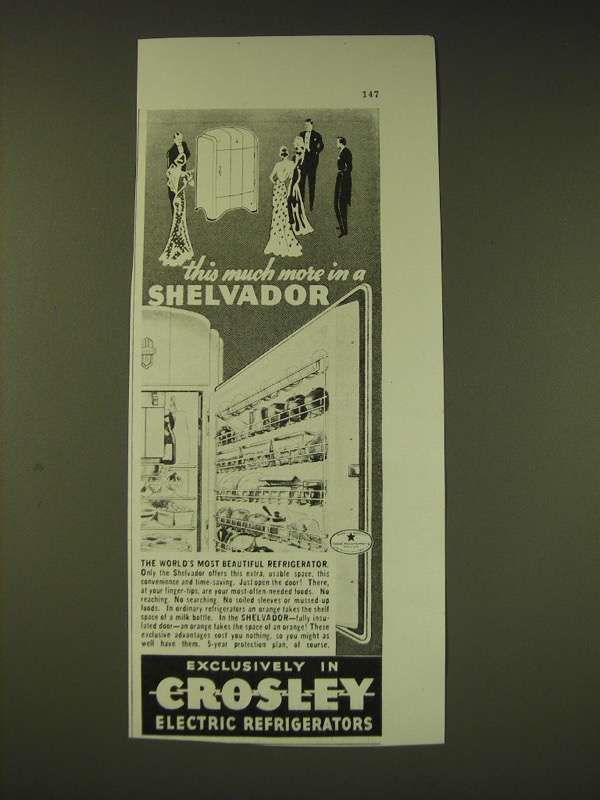 147
this much more in a
SHELVADOR
THE WORLD'S MOST BEAUTIFUL REFRIGERATOR.
Only the Shelvador offers this extra, usable space, this
convenience and time-saving. Just open the door! There,
at your finger-tips, are your most-often-needed foods. No
reaching. No searching. No soiled sleeves or mussed-up
foods. In ordinary refrigerators an orange takes the shelf
space of a milk bottle. In the SHELVADOR—fully insu-
lated door—an orange takes the space of an orange! These
exclusive advantages cost you nothing, so you might as
well have them. 5-year protection plan, of course.
EXCLUSIVELY IN
CROSLEY
ELECTRIC REFRIGERATORS